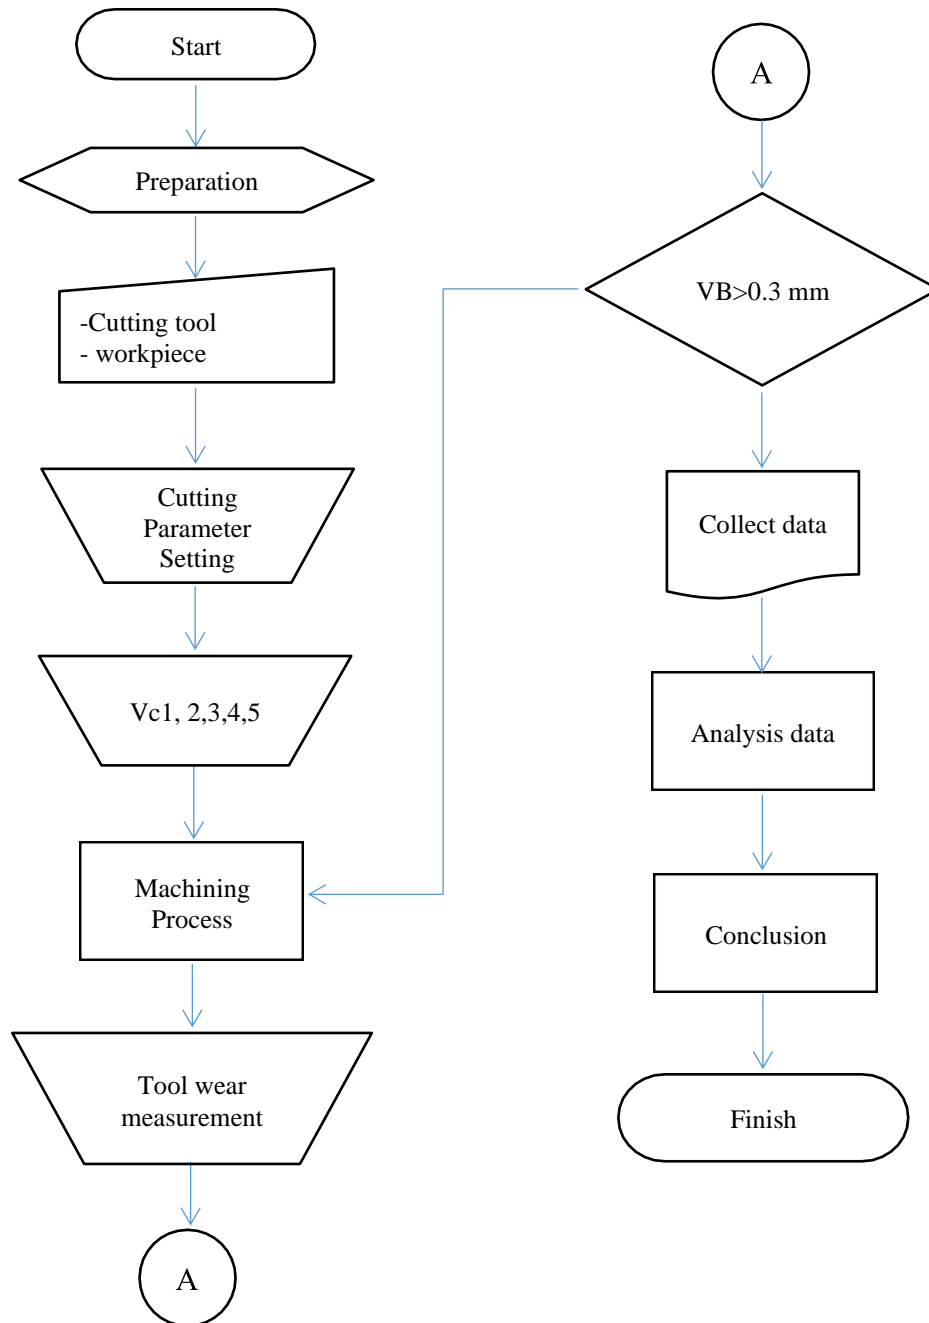 Start
Preparation
-Cutting tool
- workpiece
Cutting
Parameter
Setting
Vc1, 2,3,4,5
Machining
Process
Tool wear
measurement
A
A
VB>0.3 mm
Collect data
Analysis data
Conclusion
Finish